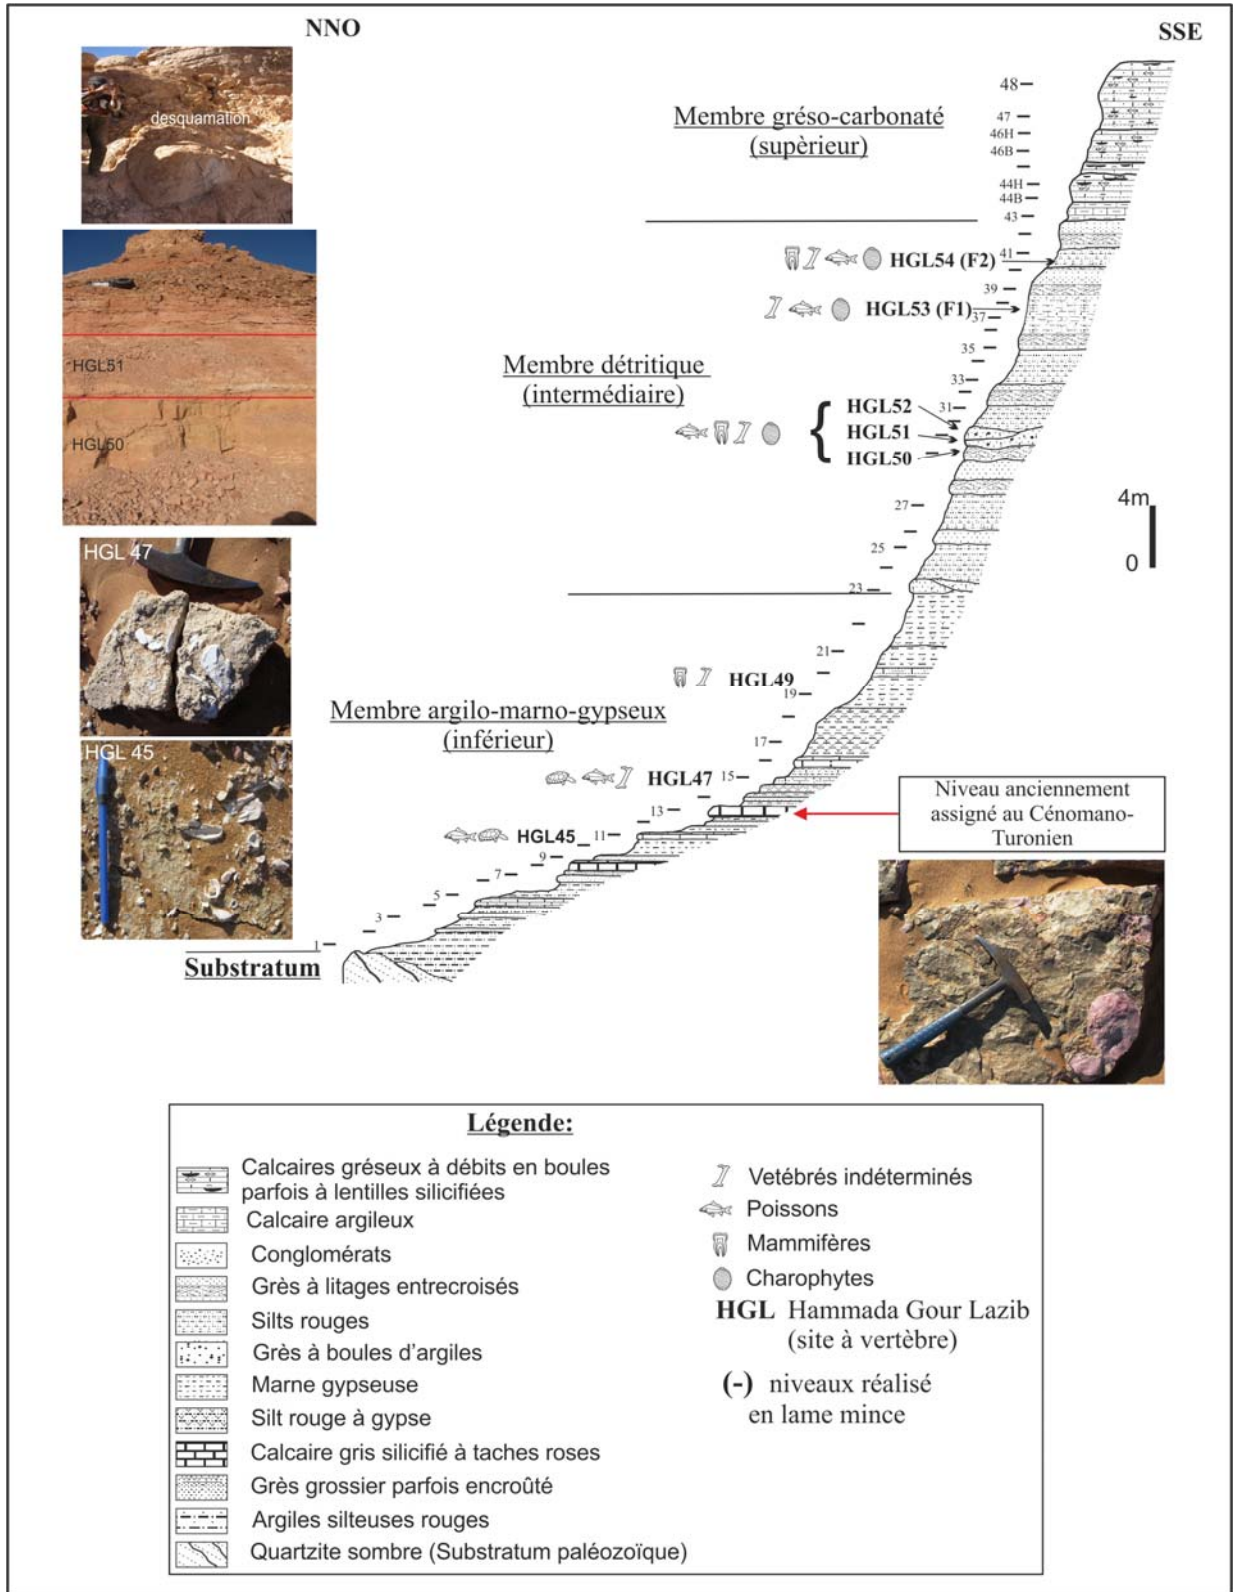 NNO
SSE
desquamation
HGL51
HGL50
HGL 47
HGL 45
48
47
46H
46B
44H
44B
43
41
39
37
35
33
31
27
25
23
21
19
17
15
13
11
9
7
5
3
1
Membre gréso-carbonaté
(supèrieur)
HGL54 (F2)
HGL53 (F1)
Membre détritique
(intermédiaire)
HGL52
HGL51
HGL50
4m
0
HGL49
Membre argilo-marno-gypseux
(inférieur)
HGL47
HGL45
Niveau anciennement
assigné au Cénomano-
Turonien
Substratum
Légende:
Calcaires gréseux à débits en boules
parfois à lentilles silicifiées
Calcaire argileux
Conglomérats
Grès à litages entrecroisés
Silts rouges
Grès à boules d'argiles
Marne gypseuse
Silt rouge à gypse
Calcaire gris silicifié à taches roses
Grès grossier parfois encroûté
Argiles silteuses rouges
Quartzite sombre (Substratum paléozoïque)
Vetébrés indéterminés
Poissons
Mammifères
Charophytes
HGL Hammada Gour Lazib
(site à vertèbre)
(-) niveaux réalisé
en lame mince